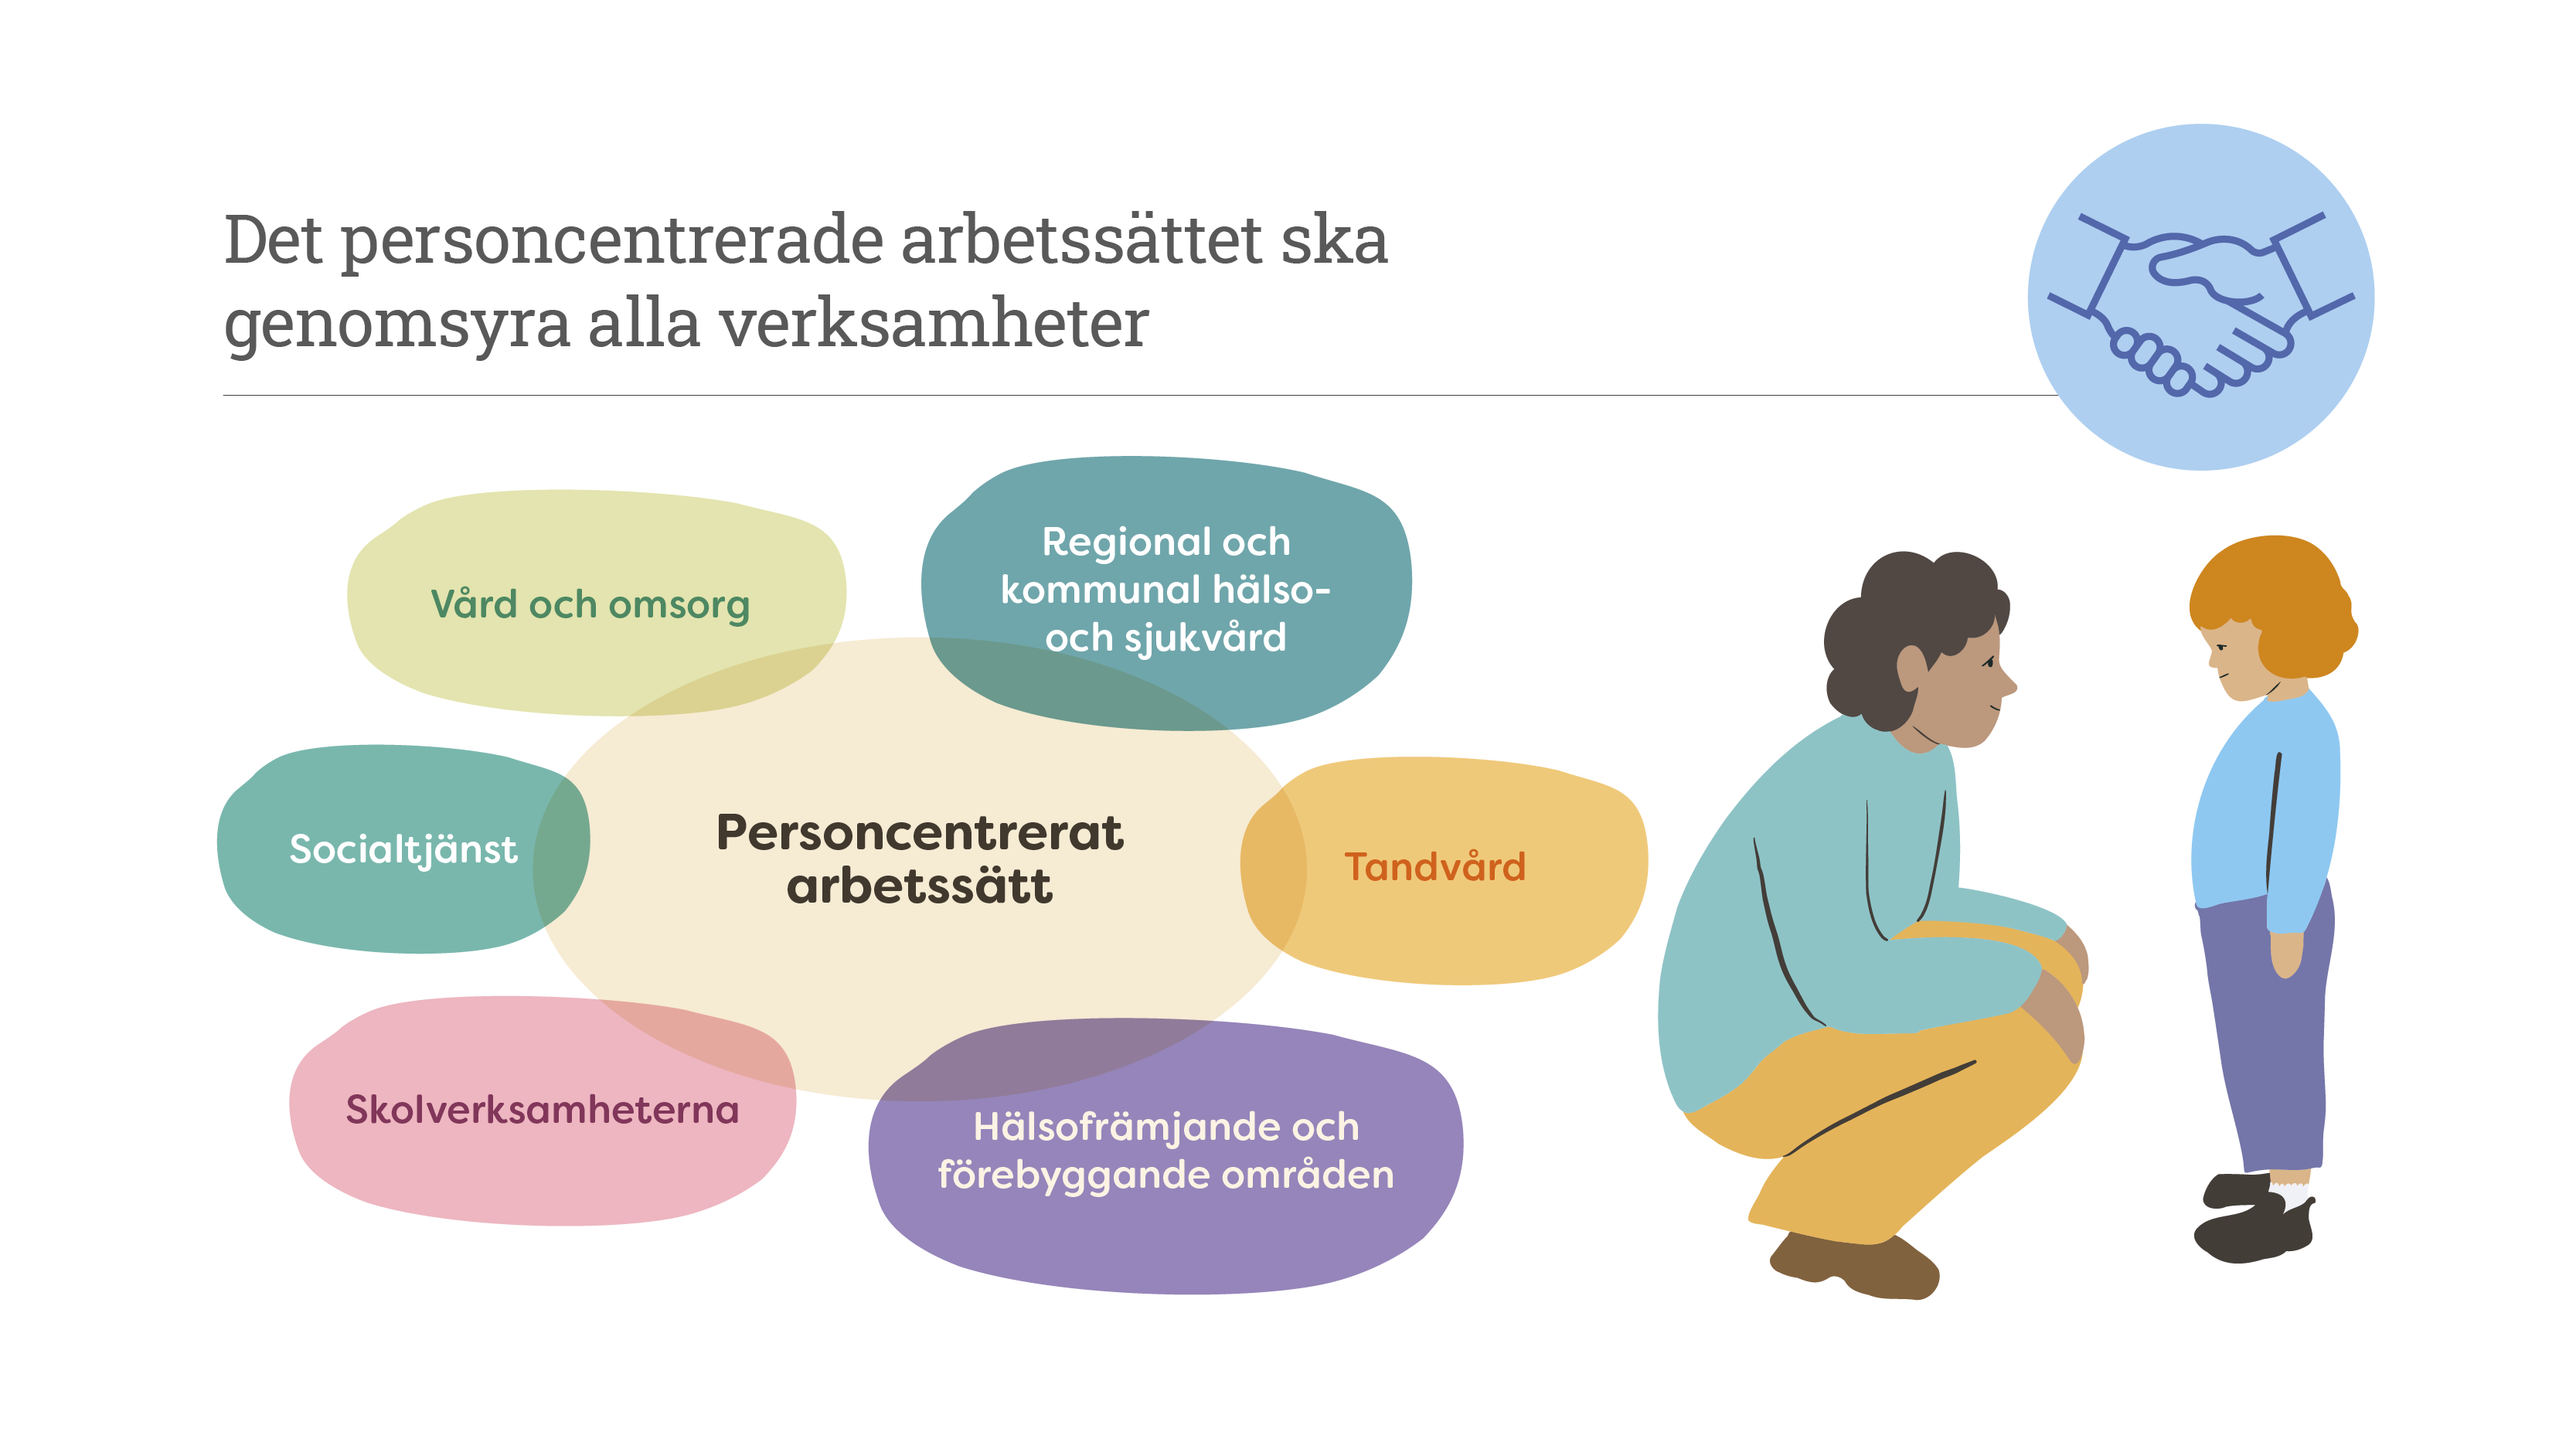 Det personcentrerade arbetssättet ska
genomsyra alla verksamheter
Vård och omsorg
Regional och
kommunal hälso-
och sjukvård
Socialtjänst
Personcentrerat
arbetssätt
Tandvård
Skolverksamheterna
Hälsofrämjande och
förebyggande områden